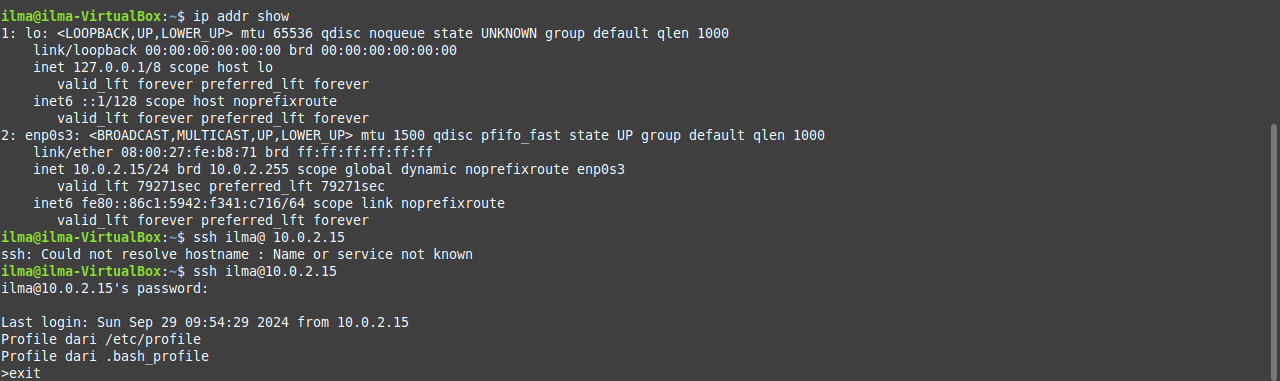 ilma@ilma-VirtualBox:~$ ip addr show
1: lo: <LOOPBACK,UP,LOWER_UP> mtu 65536 qdisc noqueue state UNKNOWN group default qlen 1000
    link/loopback 00:00:00:00:00:00 brd 00:00:00:00:00:00
    inet 127.0.0.1/8 scope host lo
       valid_lft forever preferred_lft forever
    inet6 ::1/128 scope host noprefixroute
       valid_lft forever preferred_lft forever
2: enp0s3: <BROADCAST,MULTICAST,UP,LOWER_UP> mtu 1500 qdisc pfifo_fast state UP group default qlen 1000
    link/ether 08:00:27:fe:b8:71 brd ff:ff:ff:ff:ff:ff
    inet 10.0.2.15/24 brd 10.0.2.255 scope global dynamic noprefixroute enp0s3
       valid_lft 79271sec preferred_lft 79271sec
    inet6 fe80::86c1:5942:f341:c716/64 scope link noprefixroute
       valid_lft forever preferred_lft forever
ilma@ilma-VirtualBox:~$ ssh ilma@ 10.0.2.15
ssh: Could not resolve hostname : Name or service not known
ilma@ilma-VirtualBox:~$ ssh ilma@10.0.2.15
ilma@10.0.2.15's password:
Last login: Sun Sep 29 09:54:29 2024 from 10.0.2.15
Profile dari /etc/profile
Profile dari .bash_profile
>exit